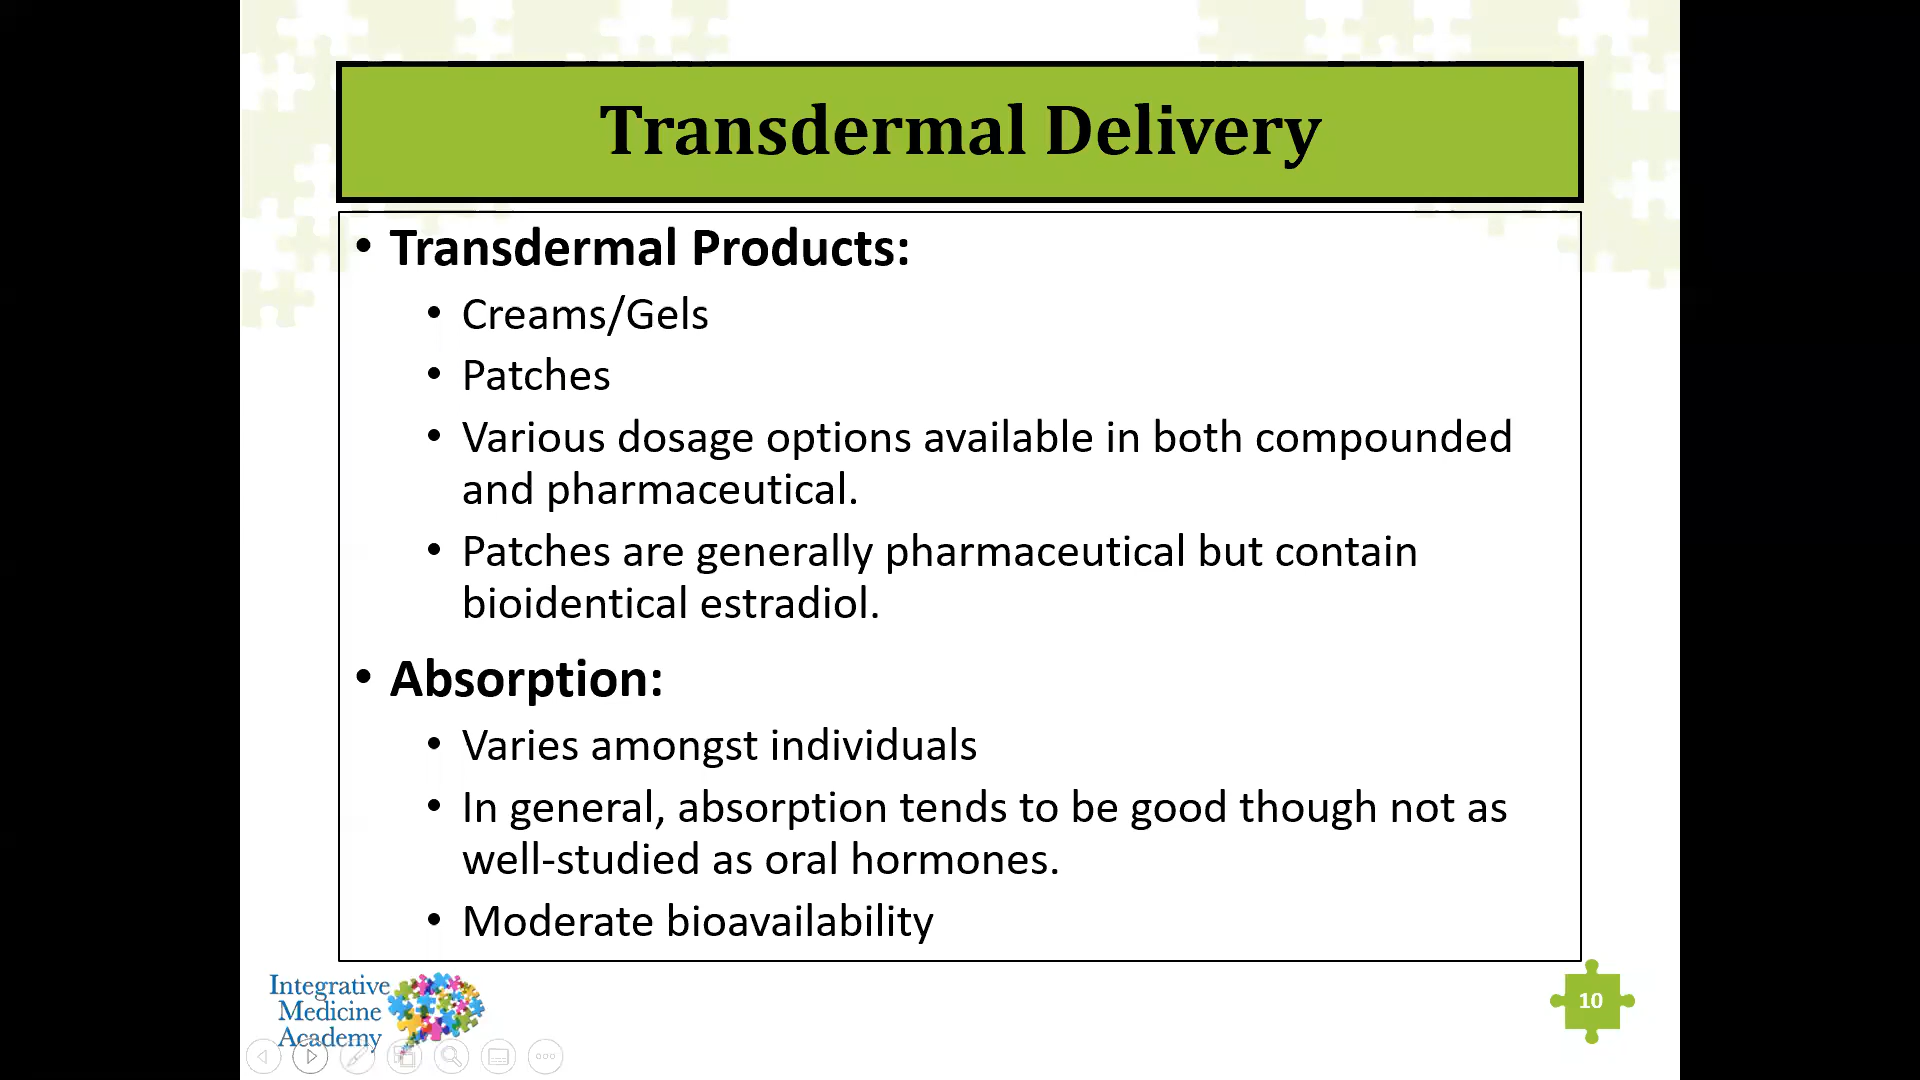 Transdermal Delivery
• Transdermal Products:
• Creams/Gels
• Patches
• Various dosage options available in both compounded
and pharmaceutical.
• Patches are generally pharmaceutical but contain
bioidentical estradiol.
• Absorption:
• Varies amongst individuals
• In general, absorption tends to be good though not as
well-studied as oral hormones.
• Moderate bioavailability
Integrative
Medicine
Academy
10